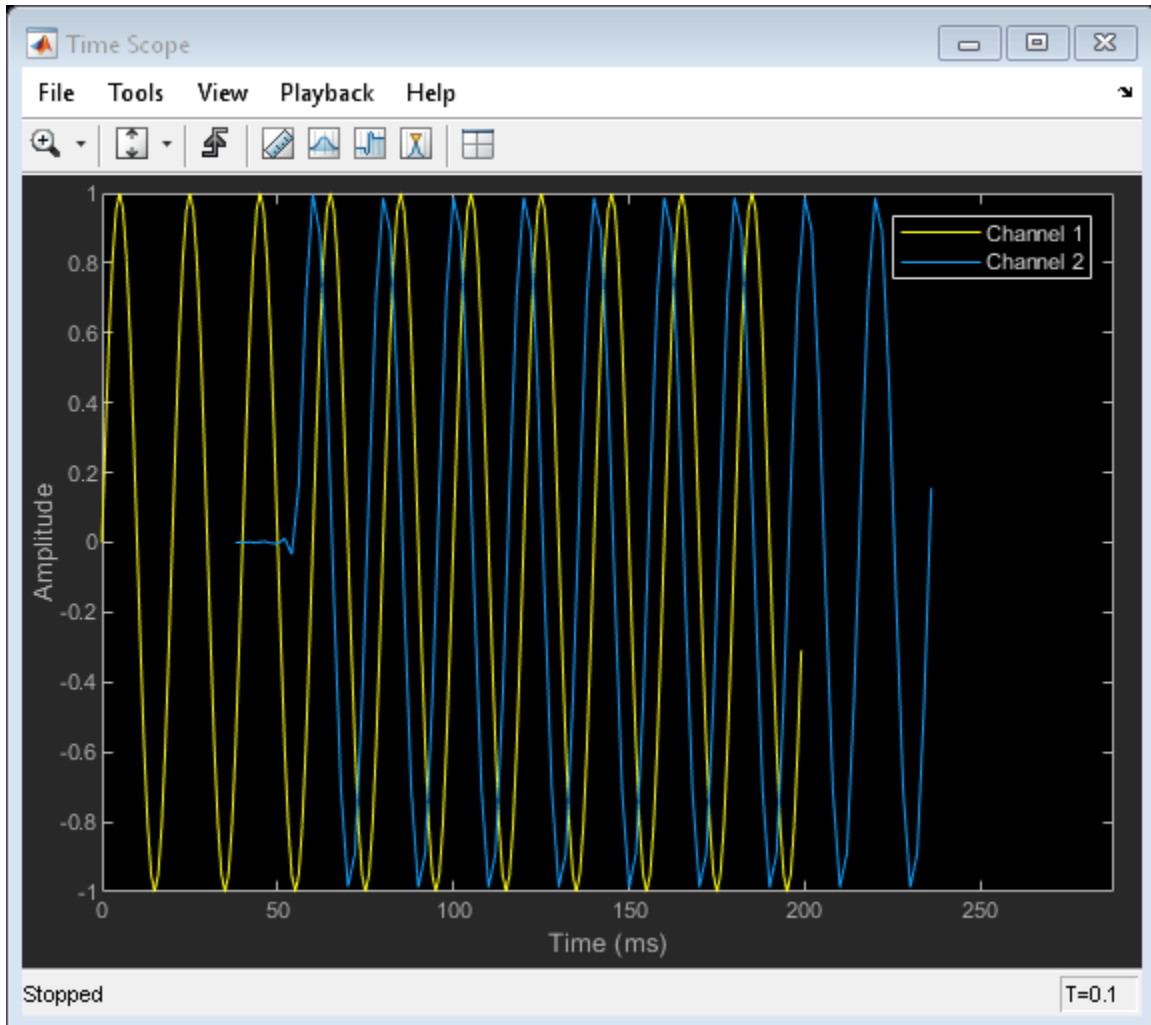 Time Scope
File Tools View Playback Help
1
0.8
0.6
0.4
0.2
0
-0.2
-0.4
-0.6
-0.8
-1
Amplitude
Channel 1
Channel 2
0 50 100 150 200 250
Time (ms)
Stopped T=0.1